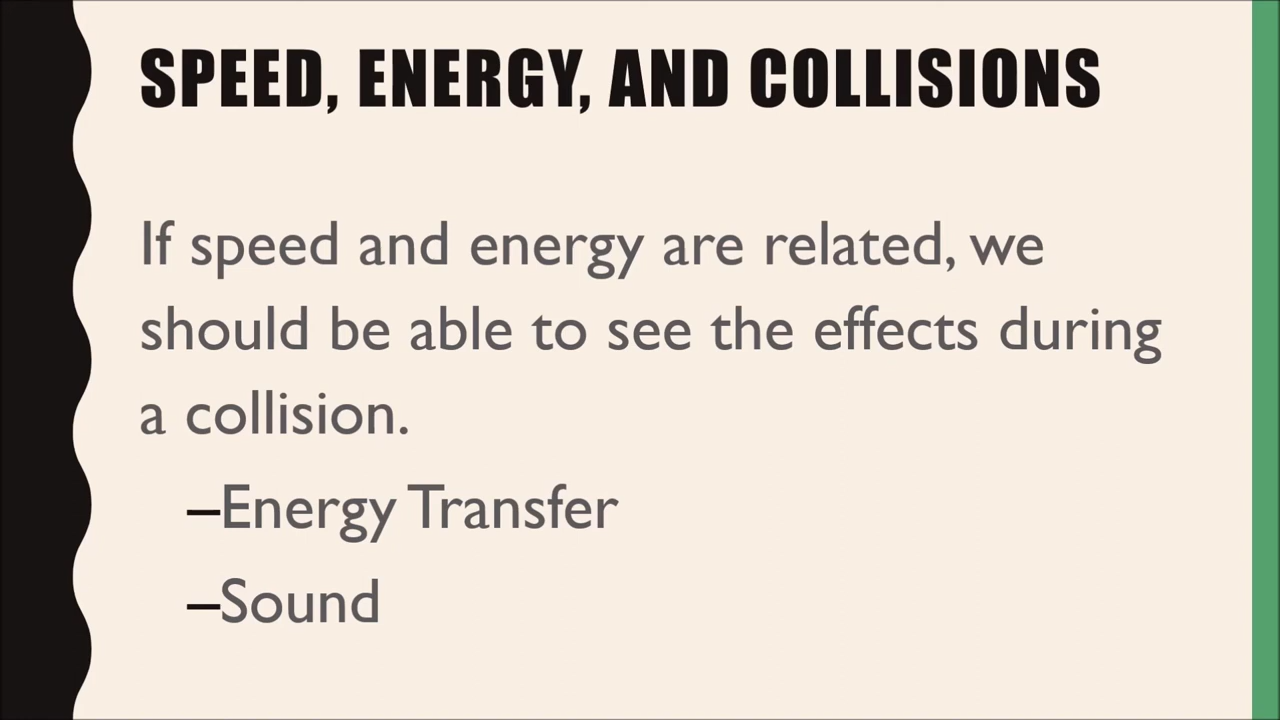 SPEED, ENERGY, AND COLLISIONS
If speed and energy are related, we
should be able to see the effects during
a collision.
–Energy Transfer
–Sound